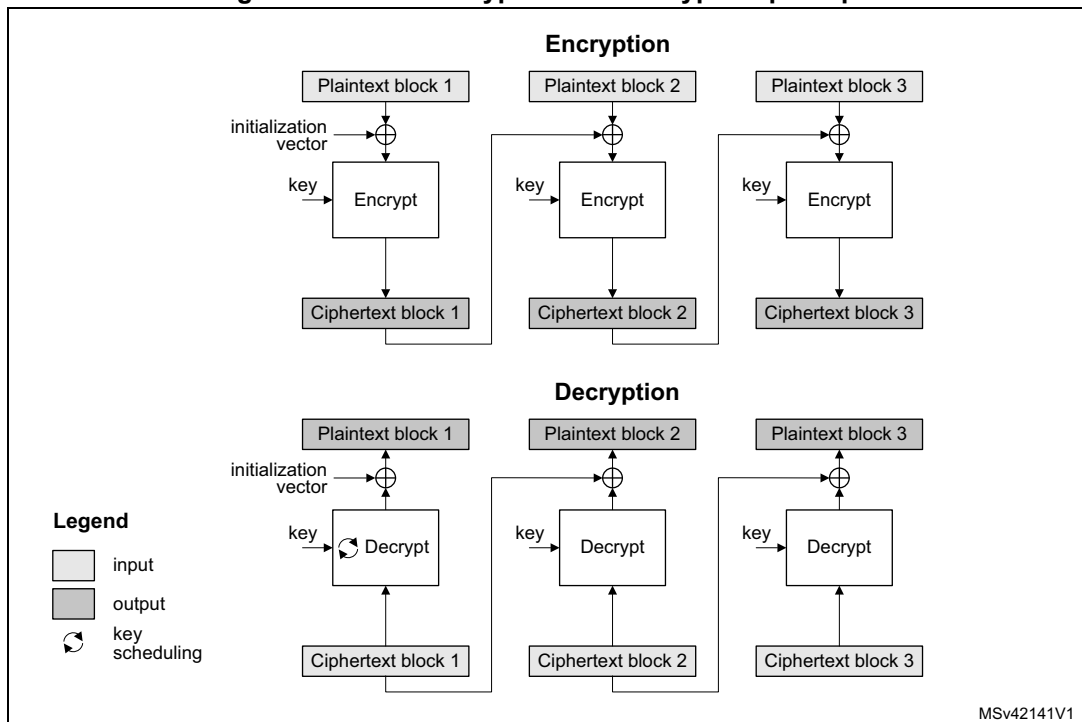 Encryption
Plaintext block 1 Plaintext block 2 Plaintext block 3
initialization
vector
key Encrypt key Encrypt key Encrypt
Ciphertext block 1 Ciphertext block 2 Ciphertext block 3
Decryption
Plaintext block 1 Plaintext block 2 Plaintext block 3
initialization
vector
key Decrypt key Decrypt key Decrypt
Legend
input
output
key
scheduling
Ciphertext block 1 Ciphertext block 2 Ciphertext block 3
MSv42141V1